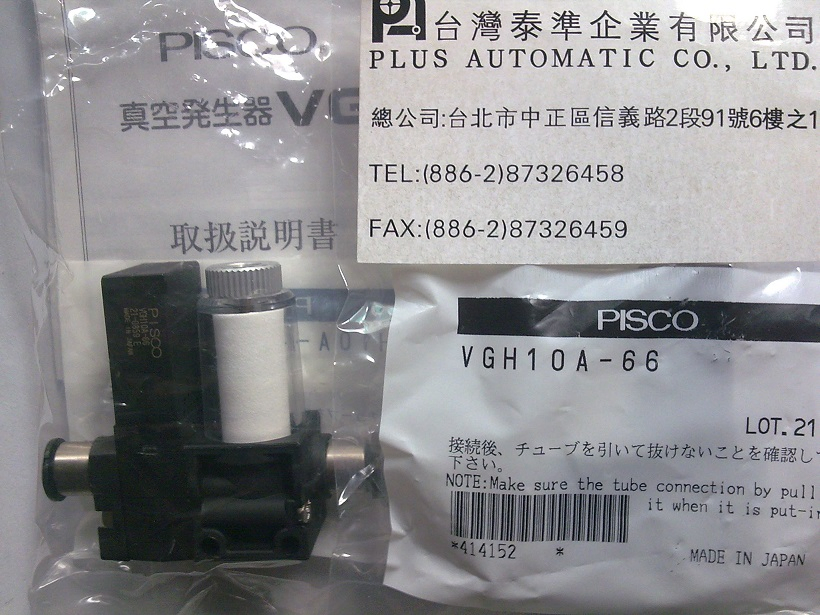 PISCO.
真空発生器 VG
取扱説明書
台灣泰準企業有限公司
PLUS AUTOMATIC CO., LTD.
總公司:台北市中正區信義路2段91號6樓之1
TEL:(886-2)87326458
FAX:(886-2)87326459
PISCO
VGH10A-66
LOT. 21
接続後、チューブを引いて抜けないことを確認して
下さい。
NOTE:Make sure the tube connection by pull
it when it is put-in
*414152 *
MADE IN JAPAN
PISCO
VGH10A-66